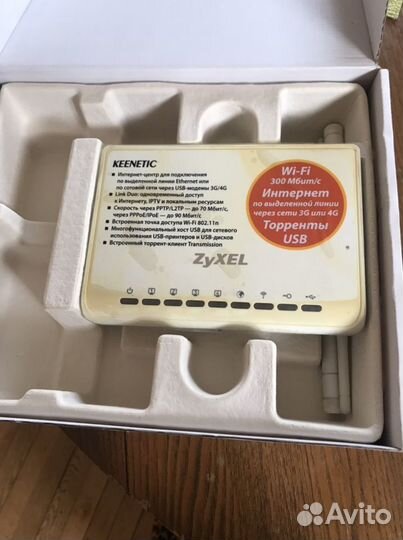 KEENETIC
Интернет-центр для подключения
по выделенной линии Ethernet или
по сотовой сети через USB-модемы 3G/4G
Link Duo: одновременный доступ
к Интернету, IPTV и локальным ресурсам
Скорость через PPTP/L2TP — до 70 Мбит/с,
через PPPoE/IPoE — до 90 Мбит/с
Встроенная точка доступа Wi-Fi 802.11n
Многофункциональный хост USB для сетевого
использования USB-принтеров и USB-дисков
Встроенный торрент-клиент Transmission
Wi-Fi
300 Мбит/с
Интернет
по выделенной линии
через сети 3G или 4G
Торренты
USB
ZyXEL
Avito